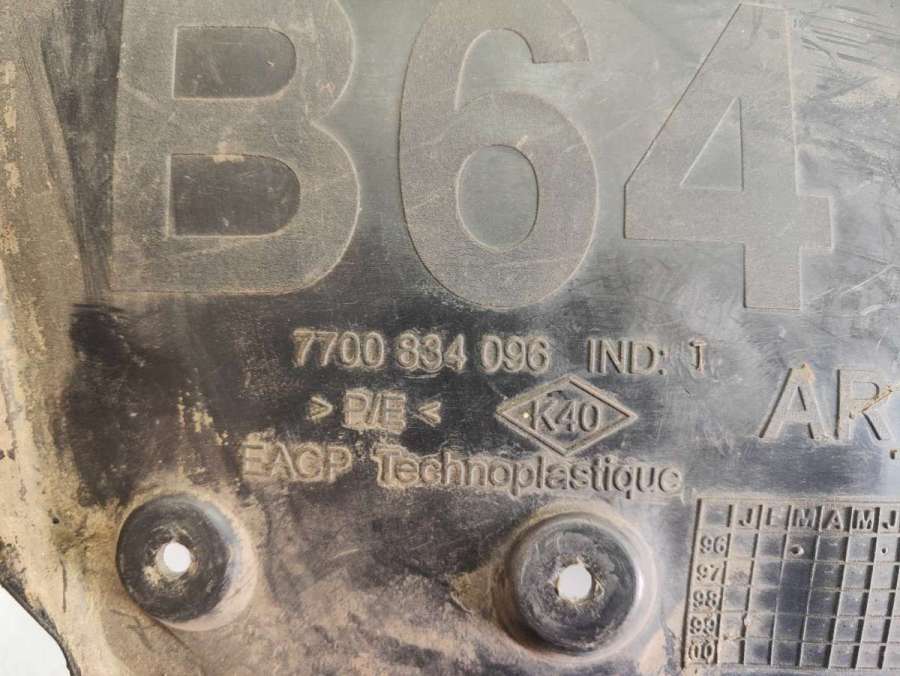 B64
7700 834 096 IND: 1
> P/E < K40 AR
EACP Technoplastique
J F M A M J
96
97
98
99
00